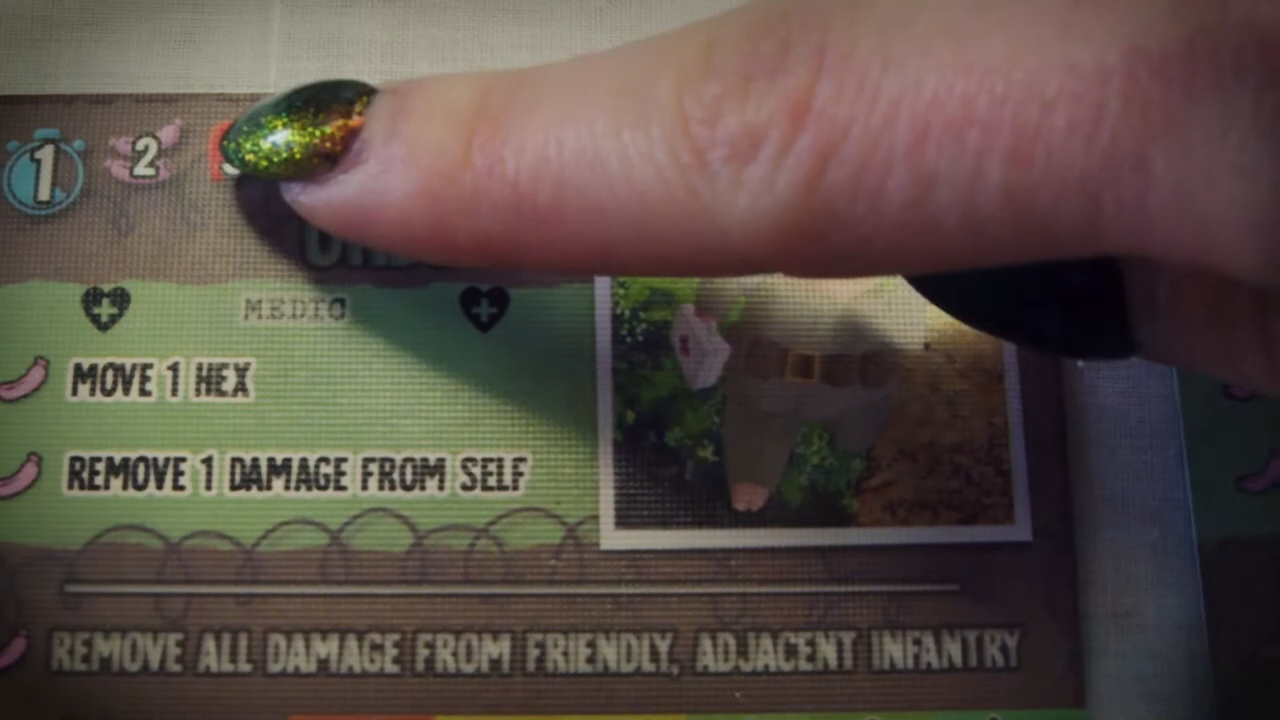 1 2
MEDIC
MOVE 1 HEX
REMOVE 1 DAMAGE FROM SELF
REMOVE ALL DAMAGE FROM FRIENDLY, ADJACENT INFANTRY